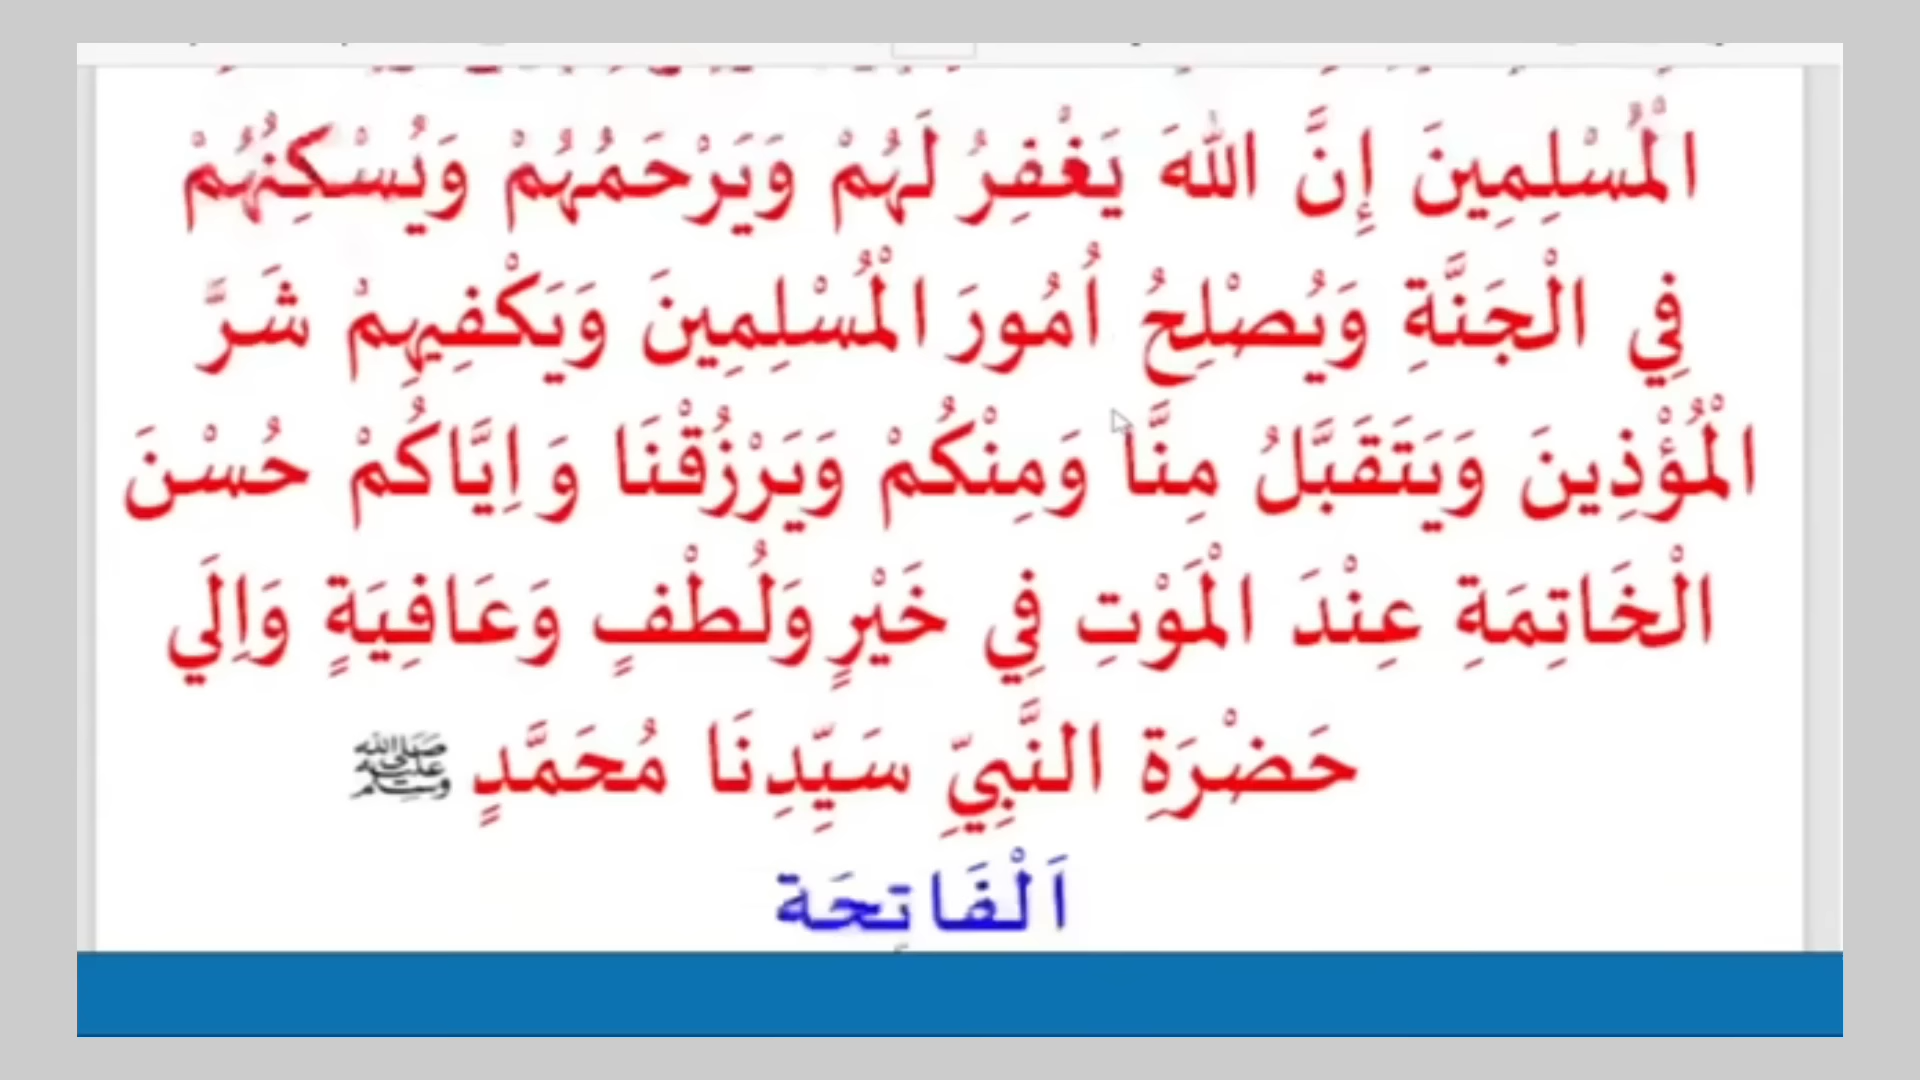 الْمُسْلِمِينَ إِنَّ اللهَ يَغْفِرُ لَهُمْ وَيَرْحَمُهُمْ وَيُسْكِنُهُمْ
فِي الْجَنَّةِ وَيُصْلِحُ اُمُورَ الْمُسْلِمِينَ وَيَكْفِيهِمْ شَرَّ
الْمُؤْذِينَ وَيَتَقَبَّلُ مِنَّا وَمِنْكُمْ وَيَرْزُقْنَا وَاِيَّاكُمْ حُسْنَ
الْخَاتِمَةِ عِنْدَ الْمَوْتِ فِي خَيْرٍ وَلُطْفٍ وَعَافِيَةٍ وَاِلَي
حَضْرَةِ النَّبِيِّ سَيِّدِنَا مُحَمَّدٍ ﷺ
اَلْفَاتِحَة